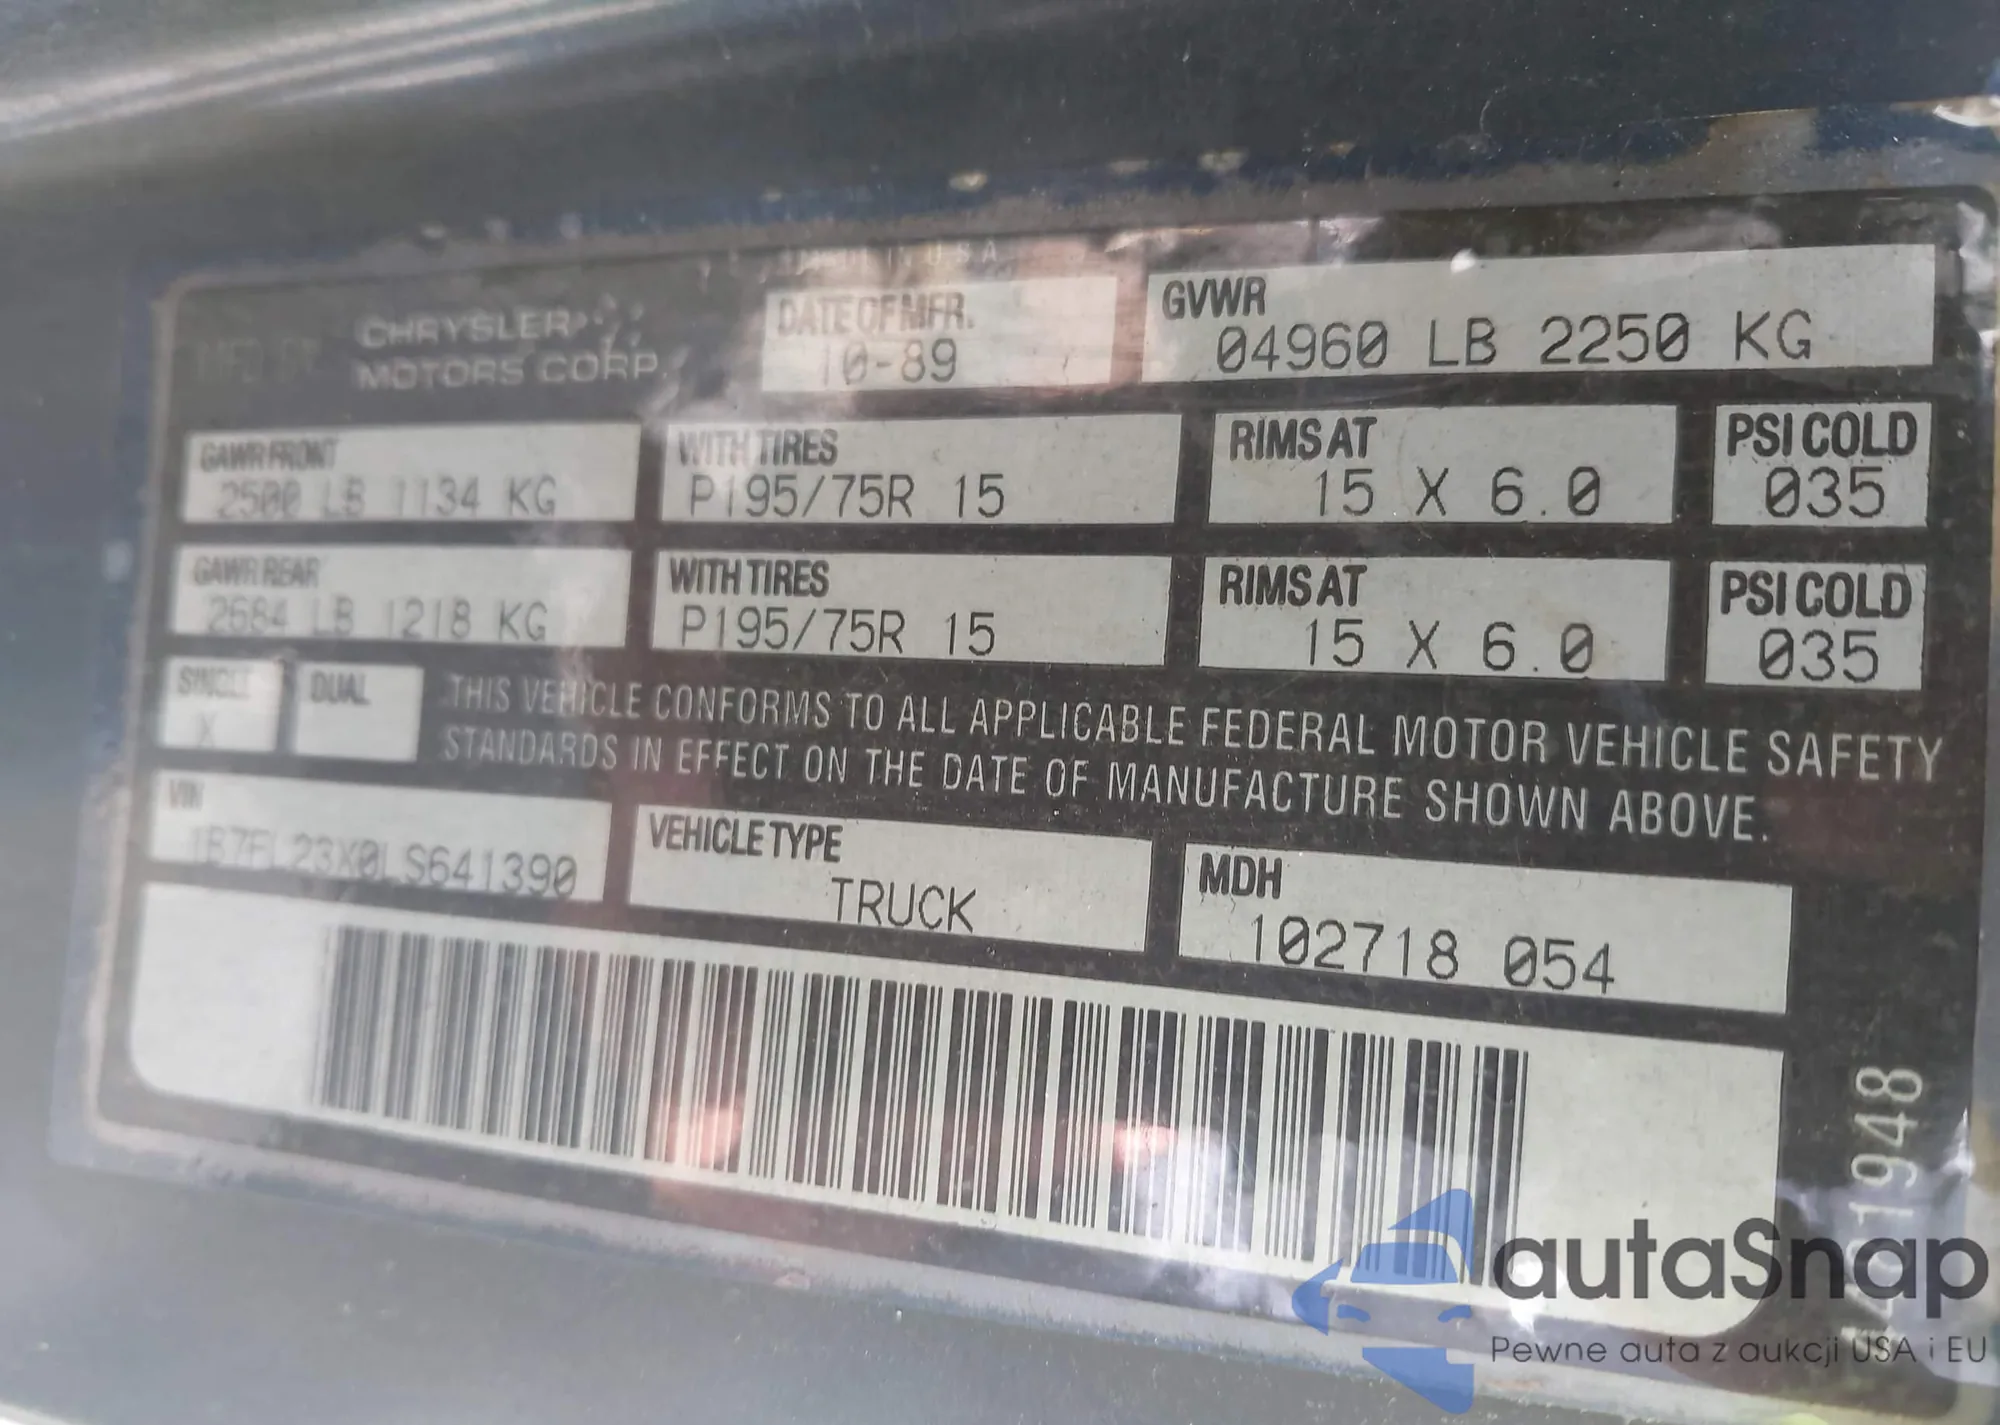 MFD BY
CHRYSLER
MOTORS CORP.
DATE OF MFR.
10-89
GVWR
04960 LB 2250 KG
GAWR FRONT
2500 LB 1134 KG
WITH TIRES
P195/75R 15
RIMS AT
15 X 6.0
PSI COLD
035
GAWR REAR
2684 LB 1218 KG
WITH TIRES
P195/75R 15
RIMS AT
15 X 6.0
PSI COLD
035
SINGLE
X
DUAL
THIS VEHICLE CONFORMS TO ALL APPLICABLE FEDERAL MOTOR VEHICLE SAFETY
STANDARDS IN EFFECT ON THE DATE OF MANUFACTURE SHOWN ABOVE.
VIN
1B7FL23X0LS641390
VEHICLE TYPE
TRUCK
MDH
102718 054
autaSnap
Pewne auta z aukcji USA i EU